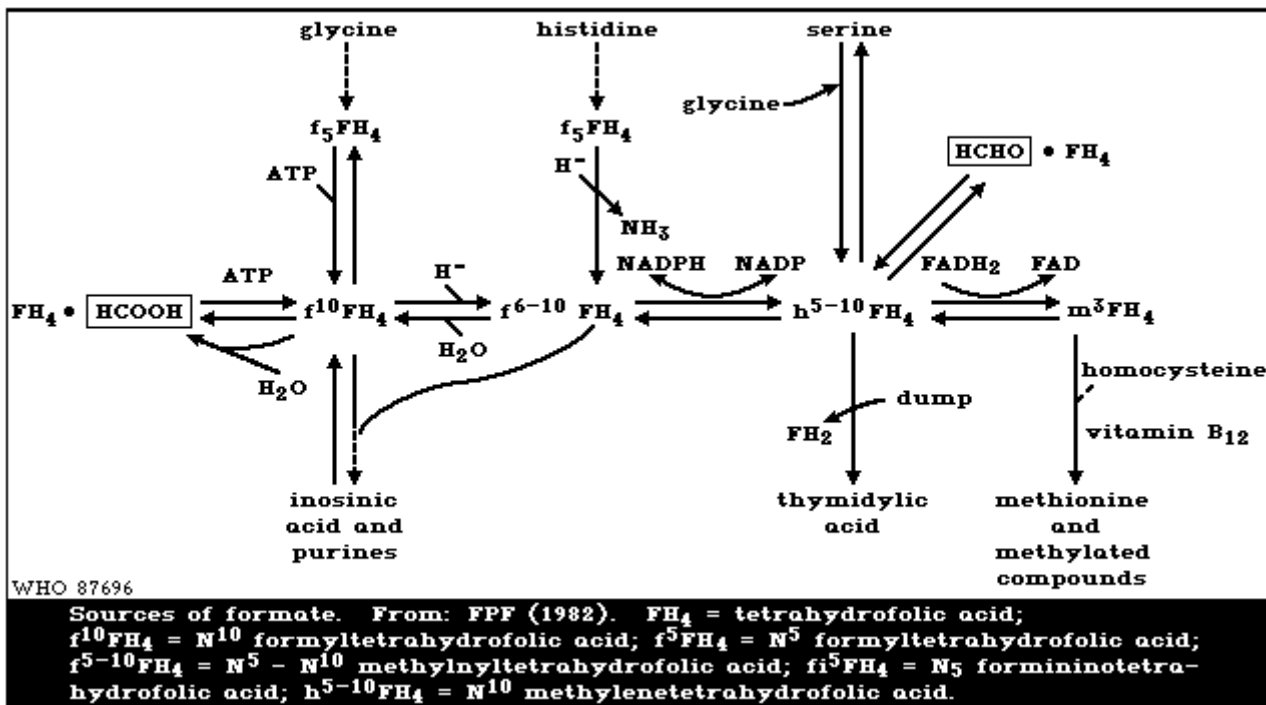 glycine histidine serine
glycine
f₅FH₄ f₅FH₄
HCHO • FH₄
ATP H⁻
NH₃
NADPH NADP FADH₂ FAD
ATP H⁻
FH₄ • HCOOH f¹⁰FH₄ f⁶⁻¹⁰ FH₄ h⁵⁻¹⁰FH₄ m³FH₄
H₂O
H₂O
homocysteine
dump
FH₂ vitamin B₁₂
inosinic thymidylic methionine
acid and acid and
purines methylated
compounds
WHO 87696
Sources of formate. From: FPF (1982). FH₄ = tetrahydrofolic acid;
f¹⁰FH₄ = N¹⁰ formyltetrahydrofolic acid; f⁵FH₄ = N⁵ formyltetrahydrofolic acid;
f⁵⁻¹⁰FH₄ = N⁵ - N¹⁰ methylnyltetrahydrofolic acid; fi⁵FH₄ = N₅ formininotetra-
hydrofolic acid; h⁵⁻¹⁰FH₄ = N¹⁰ methylenetetrahydrofolic acid.